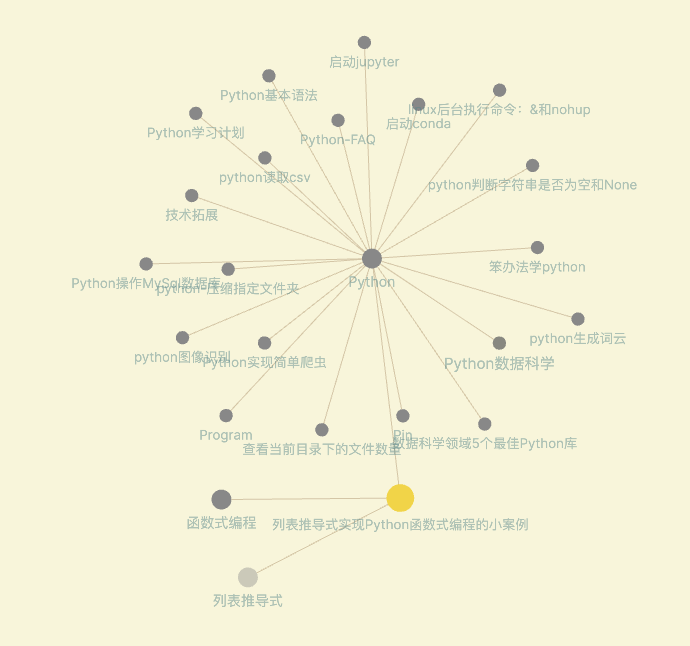 启动jupyter
Python基本语法
linux后台执行命令：&和nohup
启动conda
Python学习计划
Python-FAQ
python读取csv
python判断字符串是否为空和None
技术拓展
笨办法学python
Python操作MySql数据库
python-压缩指定文件夹
Python
python生成词云
python图像识别
Python实现简单爬虫
Python数据科学
Program
查看当前目录下的文件数量
Pip
数据科学领域5个最佳Python库
函数式编程
列表推导式实现Python函数式编程的小案例
列表推导式